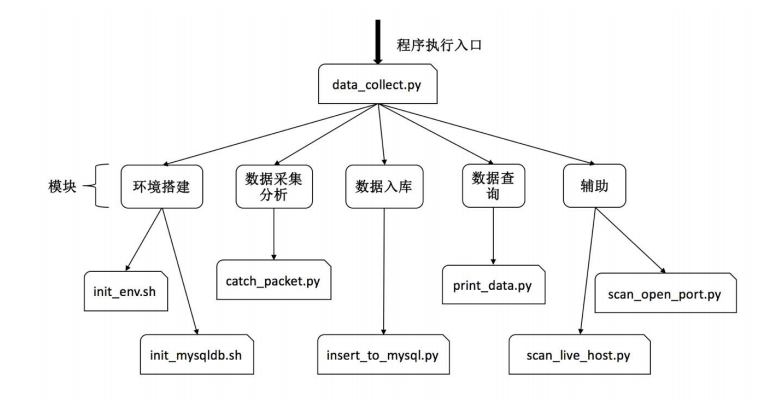 程序执行入口
data_collect.py
模块
环境搭建
数据采集
分析
数据入库
数据查
询
辅助
init_env.sh
catch_packet.py
print_data.py
scan_open_port.py
init_mysqldb.sh
insert_to_mysql.py
scan_live_host.py